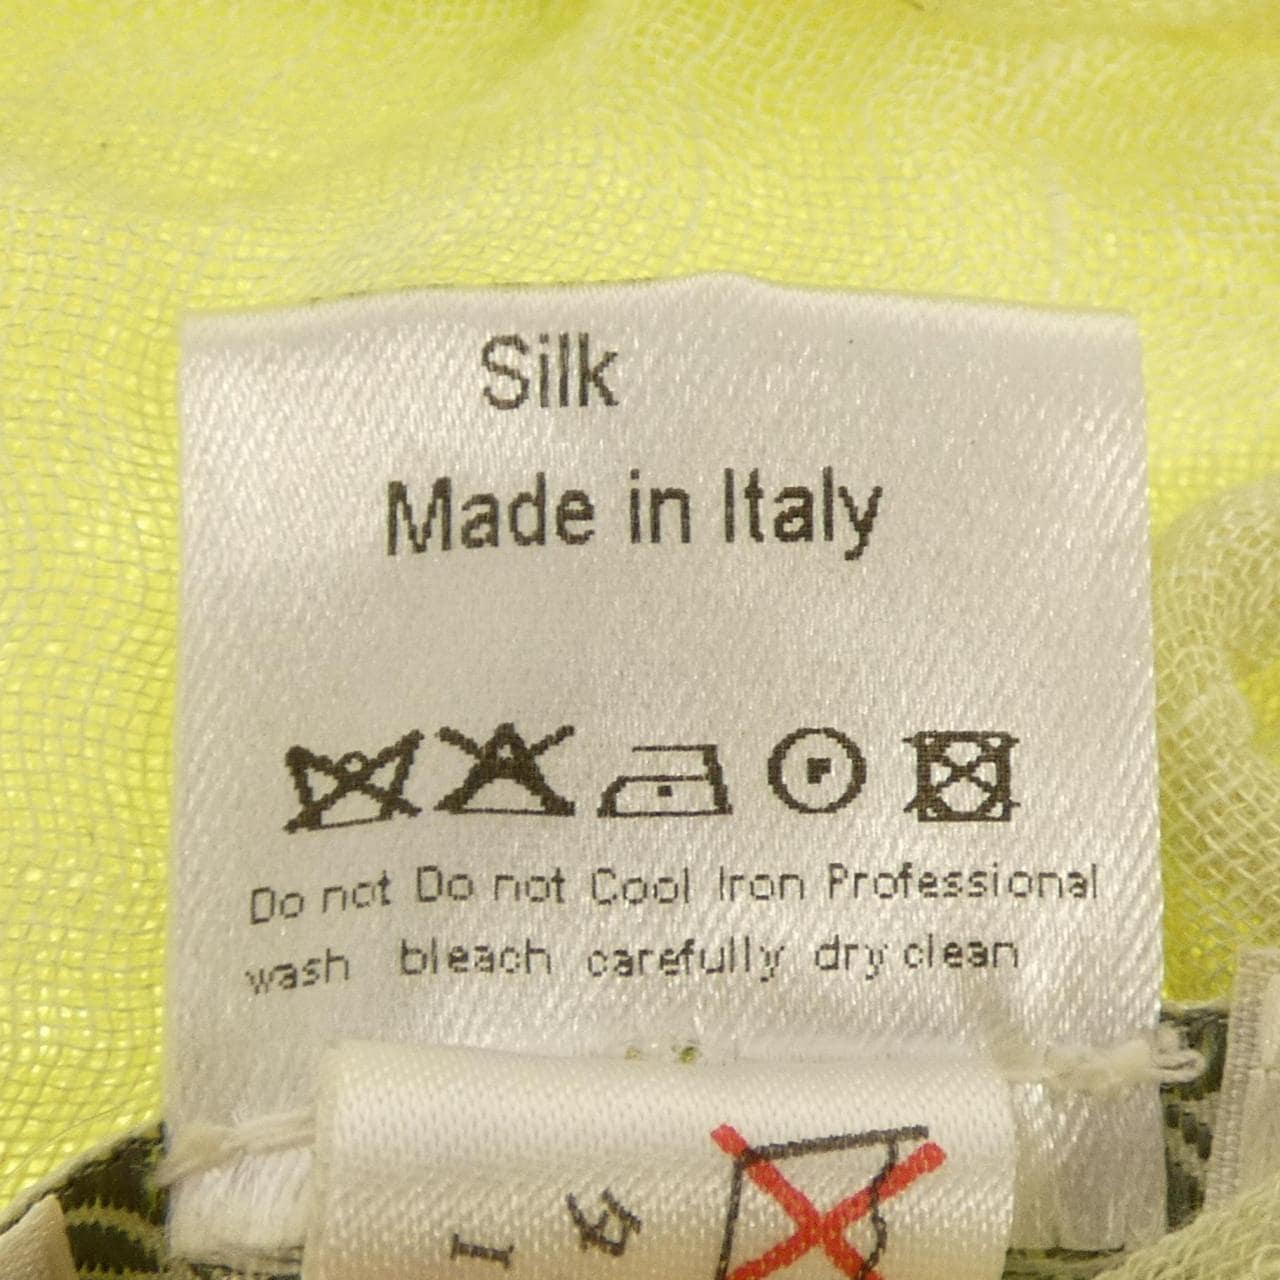 Silk
Made in Italy
Do not Do not Cool Iron Professional
wash bleach carefully dry clean